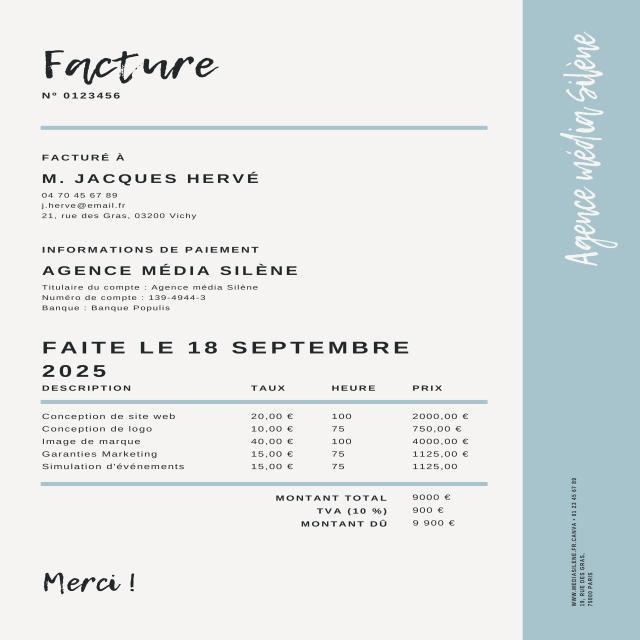 Facture
N° 0123456
FACTURÉ À
M. JACQUES HERVÉ
04 70 45 67 89
j.herve@email.fr
21, rue des Gras, 03200 Vichy
INFORMATIONS DE PAIEMENT
AGENCE MÉDIA SILÈNE
Titulaire du compte : Agence média Silène
Numéro de compte : 139-4944-3
Banque : Banque Populis
FAITE LE 18 SEPTEMBRE
2025
DESCRIPTION TAUX HEURE PRIX
Conception de site web 20,00 € 100 2000,00 €
Conception de logo 10,00 € 75 750,00 €
Image de marque 40,00 € 100 4000,00 €
Garanties Marketing 15,00 € 75 1125,00 €
Simulation d'événements 15,00 € 75 1125,00
MONTANT TOTAL 9000 €
TVA (10 %) 900 €
MONTANT DÛ 9 900 €
Merci !
Agence média Silène
WWW.MEDIASILENE.FR.CANVA • 01 23 45 67 89
19, RUE DES GRAS,
75000 PARIS